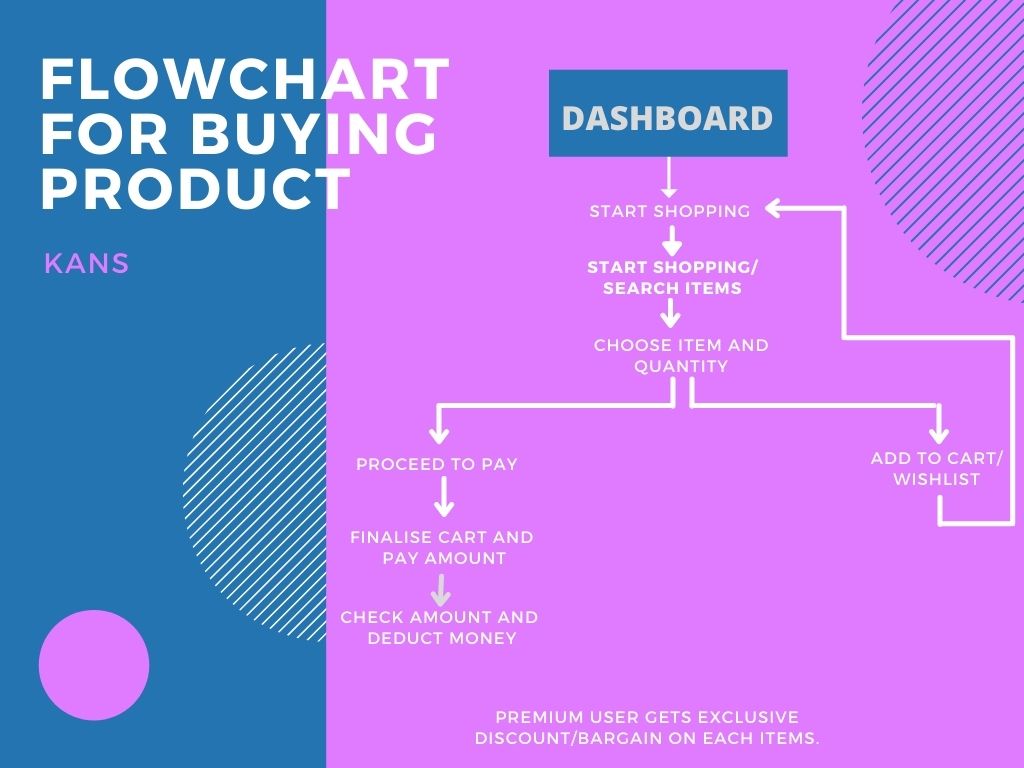 FLOWCHART
FOR BUYING
PRODUCT
KANS
DASHBOARD
START SHOPPING
START SHOPPING/
SEARCH ITEMS
CHOOSE ITEM AND
QUANTITY
PROCEED TO PAY
ADD TO CART/
WISHLIST
FINALISE CART AND
PAY AMOUNT
CHECK AMOUNT AND
DEDUCT MONEY
PREMIUM USER GETS EXCLUSIVE
DISCOUNT/BARGAIN ON EACH ITEMS.